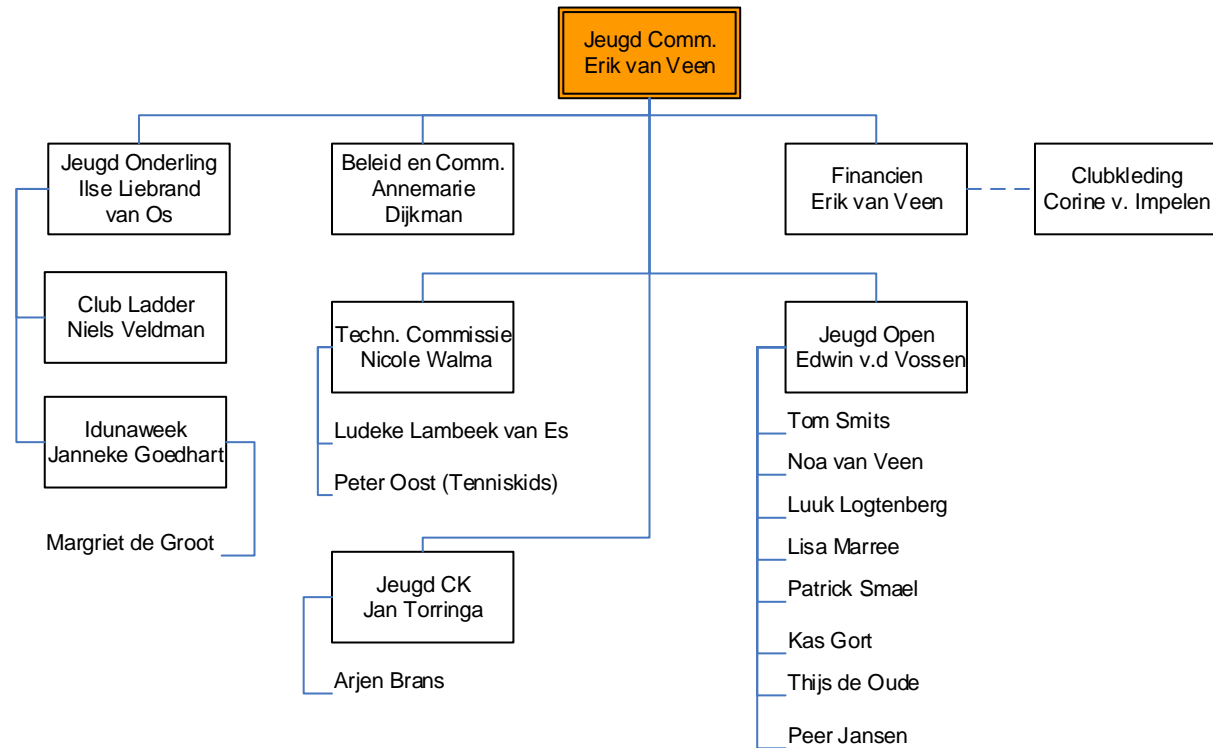 Jeugd Comm.
Erik van Veen
Jeugd Onderling
Ilse Liebrand
van Os
Beleid en Comm.
Annemarie
Dijkman
Financien
Erik van Veen
Clubkleding
Corine v. Impelen
Club Ladder
Niels Veldman
Techn. Commissie
Nicole Walma
Jeugd Open
Edwin v.d Vossen
Idunaweek
Janneke Goedhart
Margriet de Groot
Ludeke Lambeek van Es
Peter Oost (Tenniskids)
Jeugd CK
Jan Torringa
Arjen Brans
Tom Smits
Noa van Veen
Luuk Logtenberg
Lisa Marree
Patrick Smael
Kas Gort
Thijs de Oude
Peer Jansen